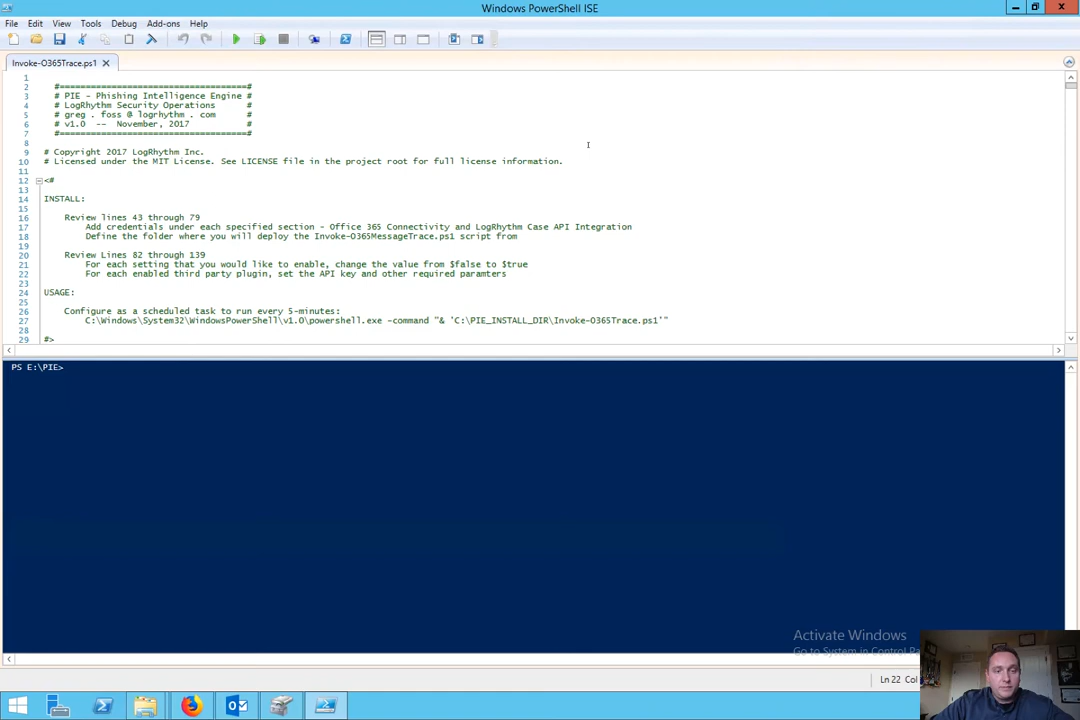 Windows PowerShell ISE
File Edit View Tools Debug Add-ons Help
Invoke-O365Trace.ps1
1
2 #=====================================#
3 # PIE - Phishing Intelligence Engine #
4 # LogRhythm Security Operations #
5 # greg . foss @ logrhythm . com #
6 # v1.0 -- November, 2017 #
7 #=====================================#
8
9 # Copyright 2017 LogRhythm Inc.
10 # Licensed under the MIT License. See LICENSE file in the project root for full license information.
11
12 <#
13
14 INSTALL:
15
16 Review lines 43 through 79
17 Add credentials under each specified section - Office 365 Connectivity and LogRhythm Case API Integration
18 Define the folder where you will deploy the Invoke-O365MessageTrace.ps1 script from
19
20 Review Lines 82 through 139
21 For each setting that you would like to enable, change the value from $false to $true
22 For each enabled third party plugin, set the API key and other required paramters
23
24 USAGE:
25
26 Configure as a scheduled task to run every 5-minutes:
27 C:\Windows\System32\WindowsPowerShell\v1.0\powershell.exe -command "& 'C:\PIE_INSTALL_DIR\Invoke-O365Trace.ps1'"
28
29 #>
PS E:\PIE>
Activate Windows
Go to System in Control Pa
Ln 22 Col